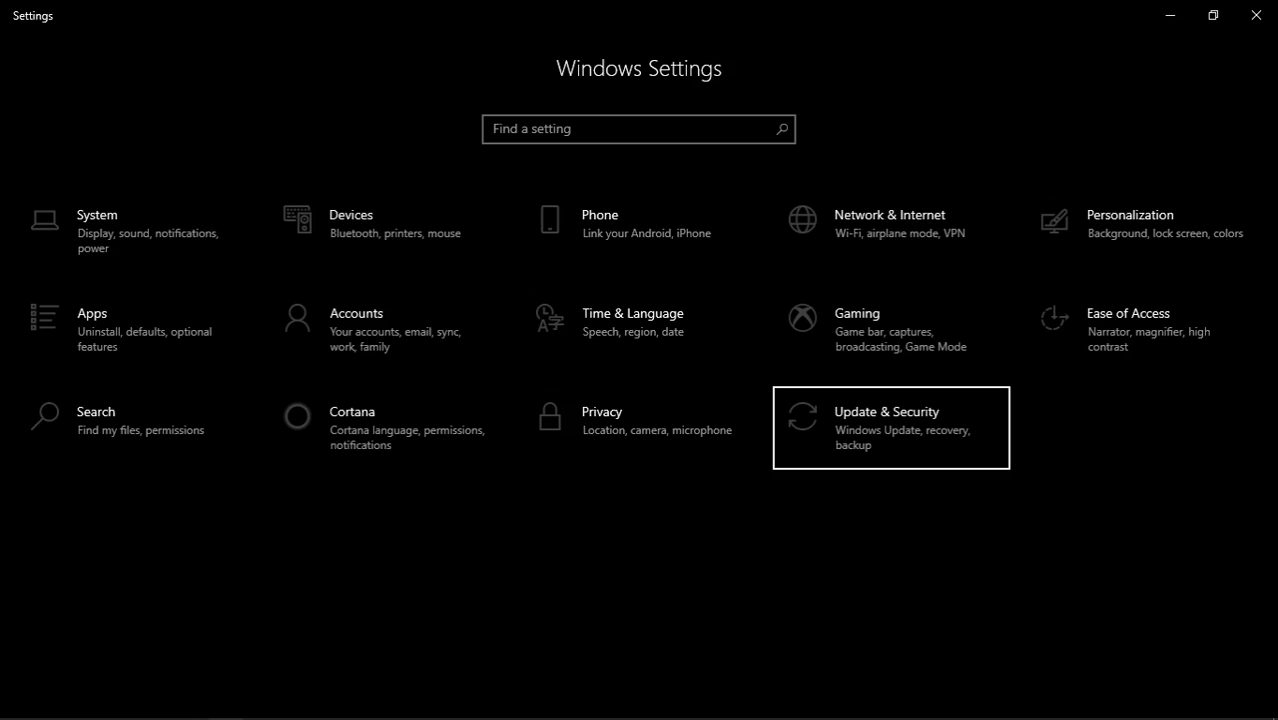 Settings
Windows Settings
Find a setting
System
Display, sound, notifications,
power
Devices
Bluetooth, printers, mouse
Phone
Link your Android, iPhone
Network & Internet
Wi-Fi, airplane mode, VPN
Personalization
Background, lock screen, colors
Apps
Uninstall, defaults, optional
features
Accounts
Your accounts, email, sync,
work, family
Time & Language
Speech, region, date
Gaming
Game bar, captures,
broadcasting, Game Mode
Ease of Access
Narrator, magnifier, high
contrast
Search
Find my files, permissions
Cortana
Cortana language, permissions,
notifications
Privacy
Location, camera, microphone
Update & Security
Windows Update, recovery,
backup